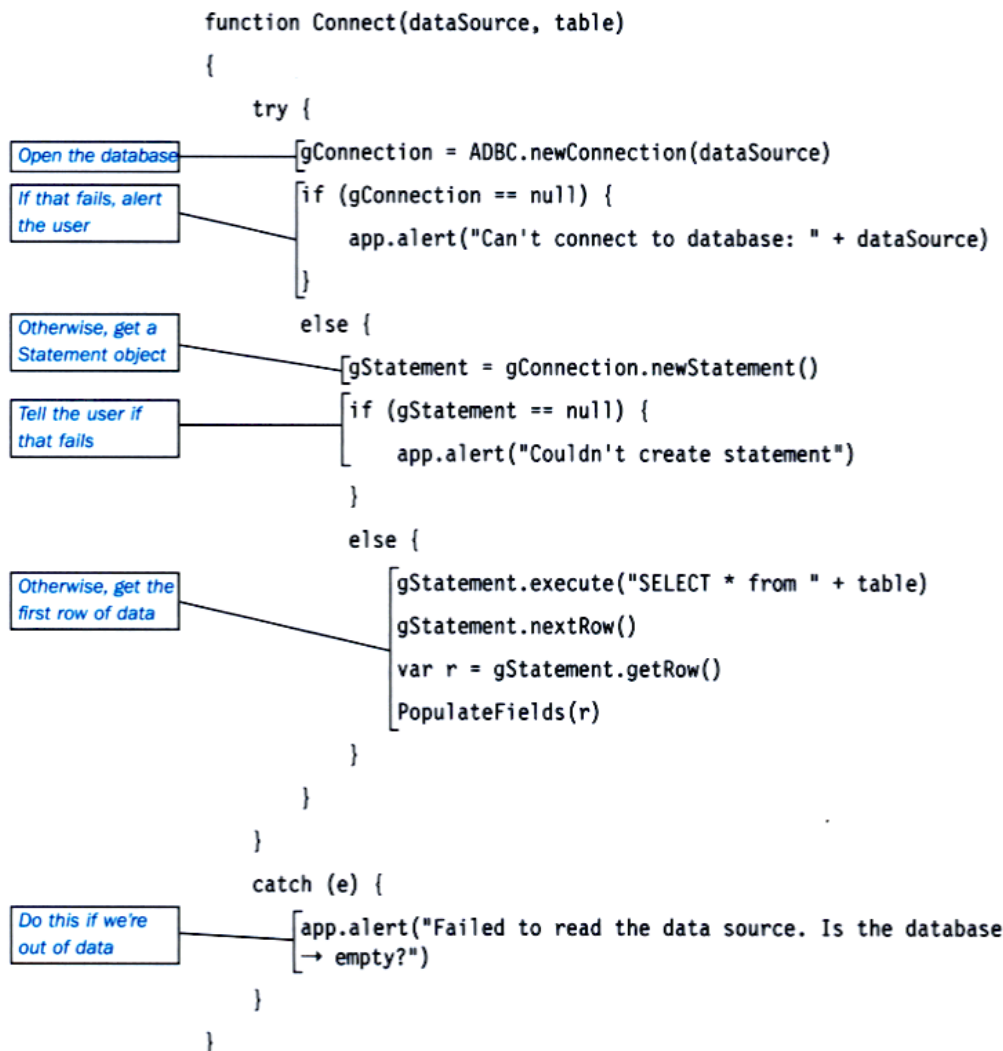 function Connect(dataSource, table)
{
try {
Open the database
gConnection = ADBC.newConnection(dataSource)
If that fails, alert
the user
if (gConnection == null) {
app.alert("Can't connect to database: " + dataSource)
}
else {
Otherwise, get a
Statement object
gStatement = gConnection.newStatement()
Tell the user if
that fails
if (gStatement == null) {
app.alert("Couldn't create statement")
}
else {
Otherwise, get the
first row of data
gStatement.execute("SELECT * from " + table)
gStatement.nextRow()
var r = gStatement.getRow()
PopulateFields(r)
}
}
}
catch (e) {
Do this if we're
out of data
app.alert("Failed to read the data source. Is the database
→ empty?")
}
}